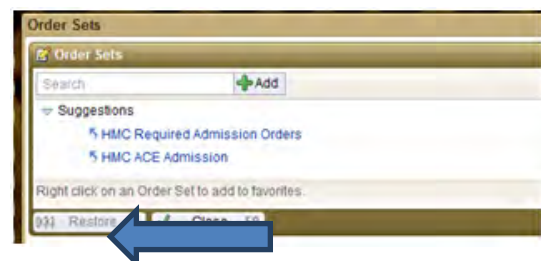 Order Sets
Order Sets
Search Add
Suggestions
HMC Required Admission Orders
HMC ACE Admission
Right click on an Order Set to add to favorites.
Restore Close